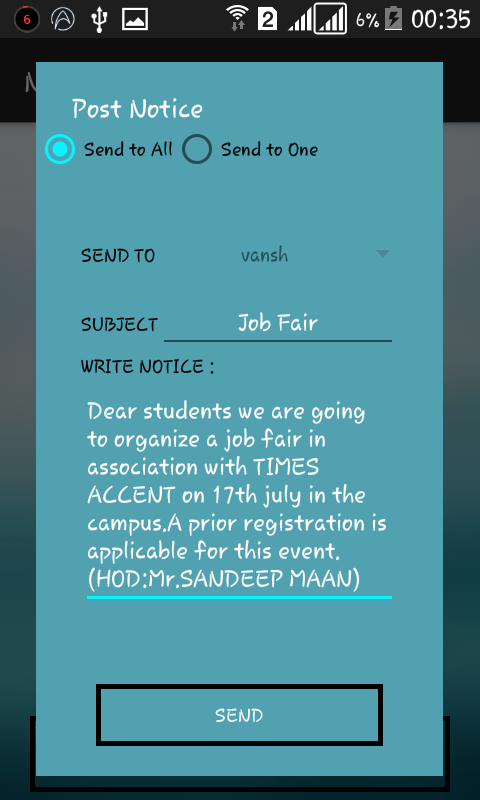 6 2 6% 00:35
Post Notice
Send to All Send to One
SEND TO vansh
SUBJECT Job Fair
WRITE NOTICE :
Dear students we are going
to organize a job fair in
association with TIMES
ACCENT on 17th july in the
campus.A prior registration is
applicable for this event.
(HOD:Mr.SANDEEP MAAN)
SEND